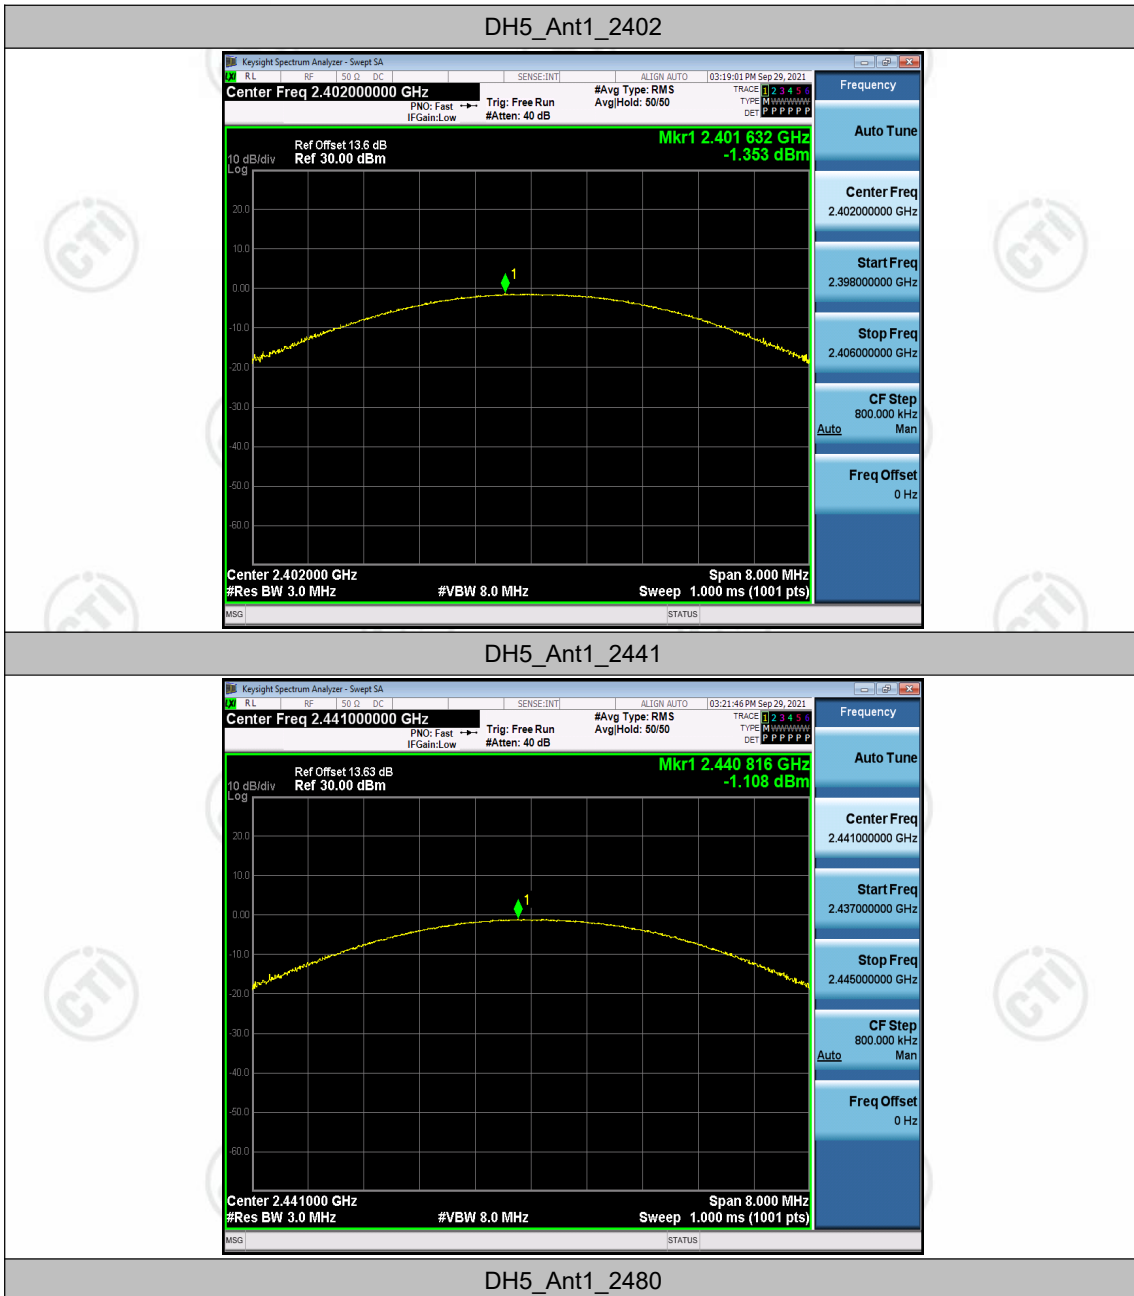 DH5_Ant1_2402
Keysight Spectrum Analyzer - Swept SA
LXI RL RF 50 Ω DC SENSE:INT ALIGN AUTO 03:19:01 PM Sep 29, 2021
Center Freq 2.402000000 GHz
PNO: Fast
IFGain:Low
Trig: Free Run
#Atten: 40 dB
#Avg Type: RMS
Avg|Hold: 50/50
TRACE 1 2 3 4 5 6
TYPE M W W W W W
DET P P P P P P
Mkr1 2.401 632 GHz
-1.353 dBm
Ref Offset 13.6 dB
10 dB/div Ref 30.00 dBm
Log
20.0
10.0
0.00
-10.0
-20.0
-30.0
-40.0
-50.0
-60.0
1
Center 2.402000 GHz Span 8.000 MHz
#Res BW 3.0 MHz #VBW 8.0 MHz Sweep 1.000 ms (1001 pts)
MSG STATUS
Frequency
Auto Tune
Center Freq
2.402000000 GHz
Start Freq
2.398000000 GHz
Stop Freq
2.406000000 GHz
CF Step
800.000 kHz
Auto Man
Freq Offset
0 Hz
CTI
CTI
CTI
CTI
DH5_Ant1_2441
Keysight Spectrum Analyzer - Swept SA
LXI RL RF 50 Ω DC SENSE:INT ALIGN AUTO 03:21:46 PM Sep 29, 2021
Center Freq 2.441000000 GHz
PNO: Fast
IFGain:Low
Trig: Free Run
#Atten: 40 dB
#Avg Type: RMS
Avg|Hold: 50/50
TRACE 1 2 3 4 5 6
TYPE M W W W W W
DET P P P P P P
Mkr1 2.440 816 GHz
-1.108 dBm
Ref Offset 13.63 dB
10 dB/div Ref 30.00 dBm
Log
20.0
10.0
0.00
-10.0
-20.0
-30.0
-40.0
-50.0
-60.0
1
Center 2.441000 GHz Span 8.000 MHz
#Res BW 3.0 MHz #VBW 8.0 MHz Sweep 1.000 ms (1001 pts)
MSG STATUS
Frequency
Auto Tune
Center Freq
2.441000000 GHz
Start Freq
2.437000000 GHz
Stop Freq
2.445000000 GHz
CF Step
800.000 kHz
Auto Man
Freq Offset
0 Hz
CTI
CTI
DH5_Ant1_2480